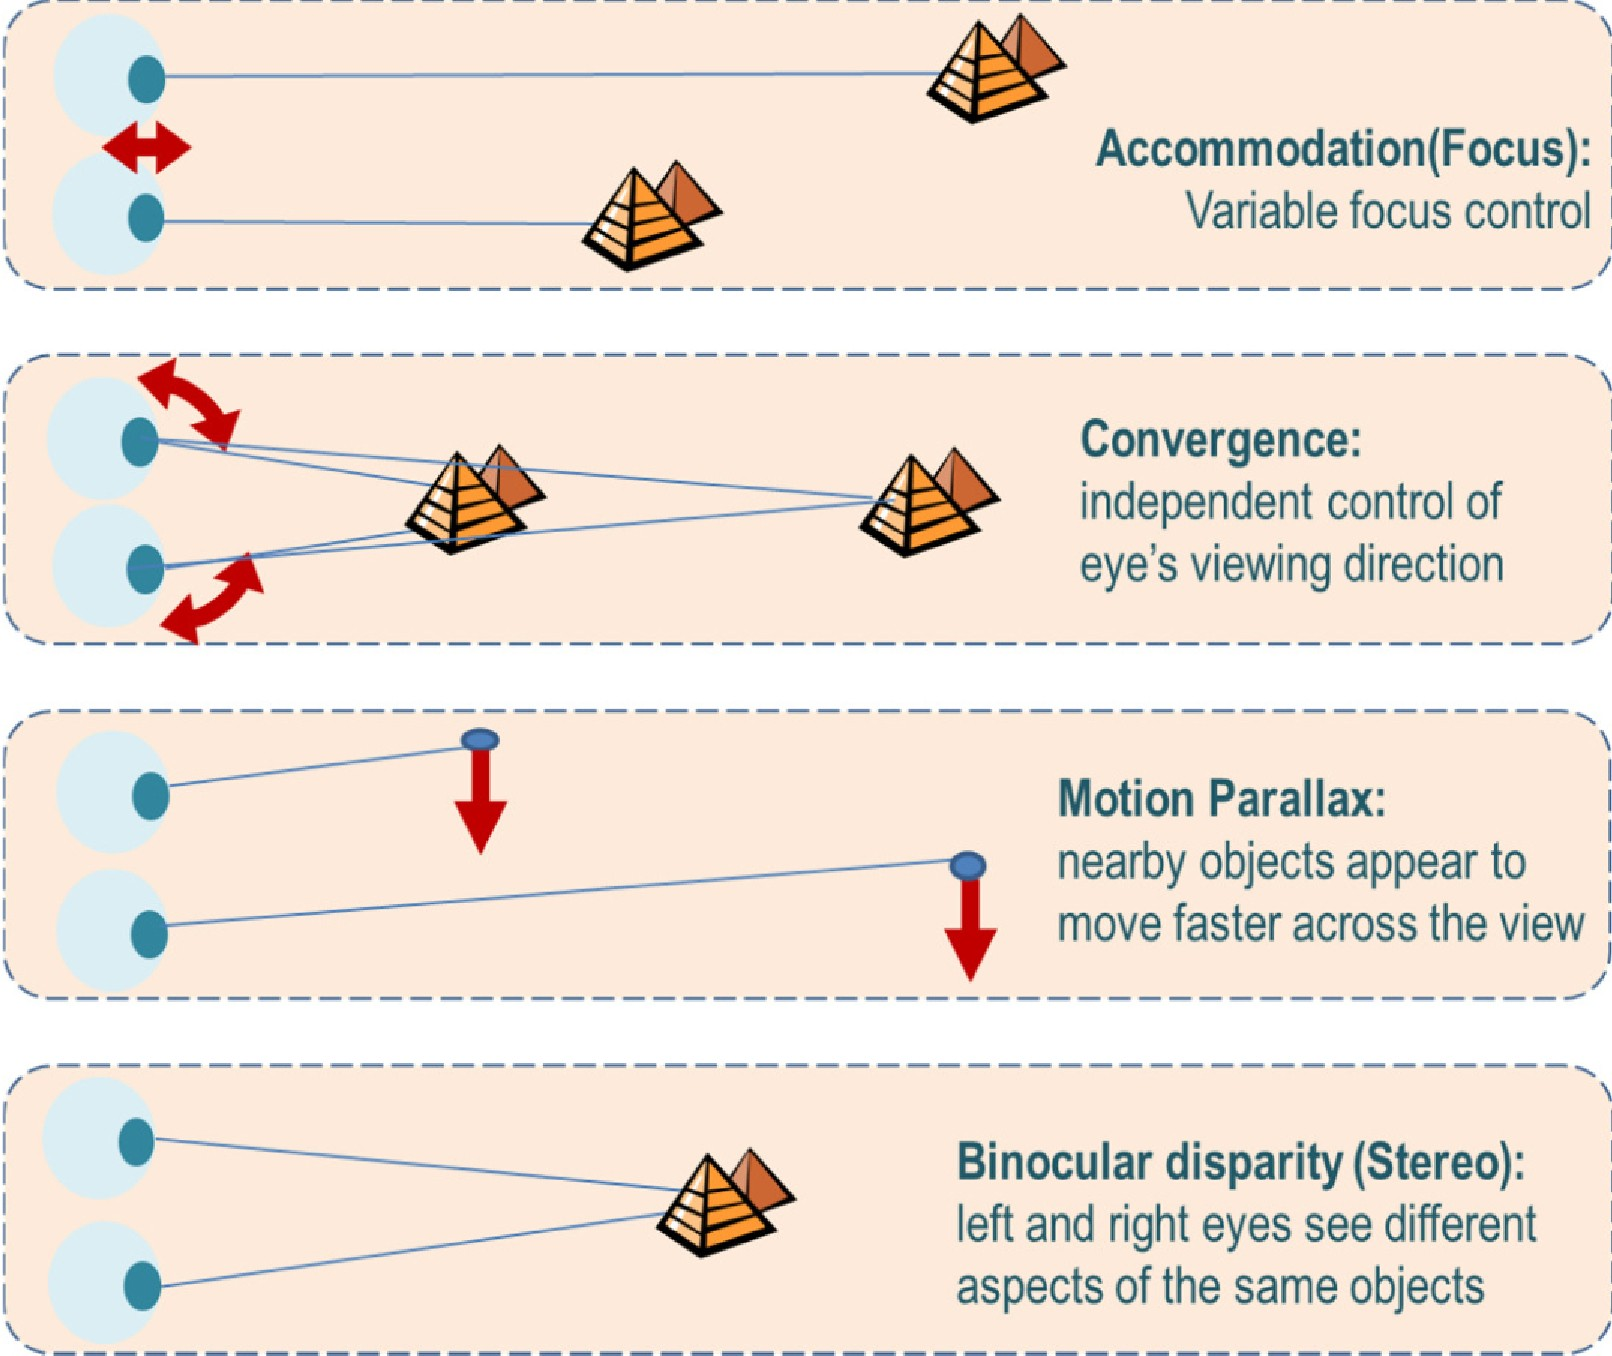 Accommodation(Focus):
Variable focus control
Convergence:
independent control of
eye’s viewing direction
Motion Parallax:
nearby objects appear to
move faster across the view
Binocular disparity (Stereo):
left and right eyes see different
aspects of the same objects